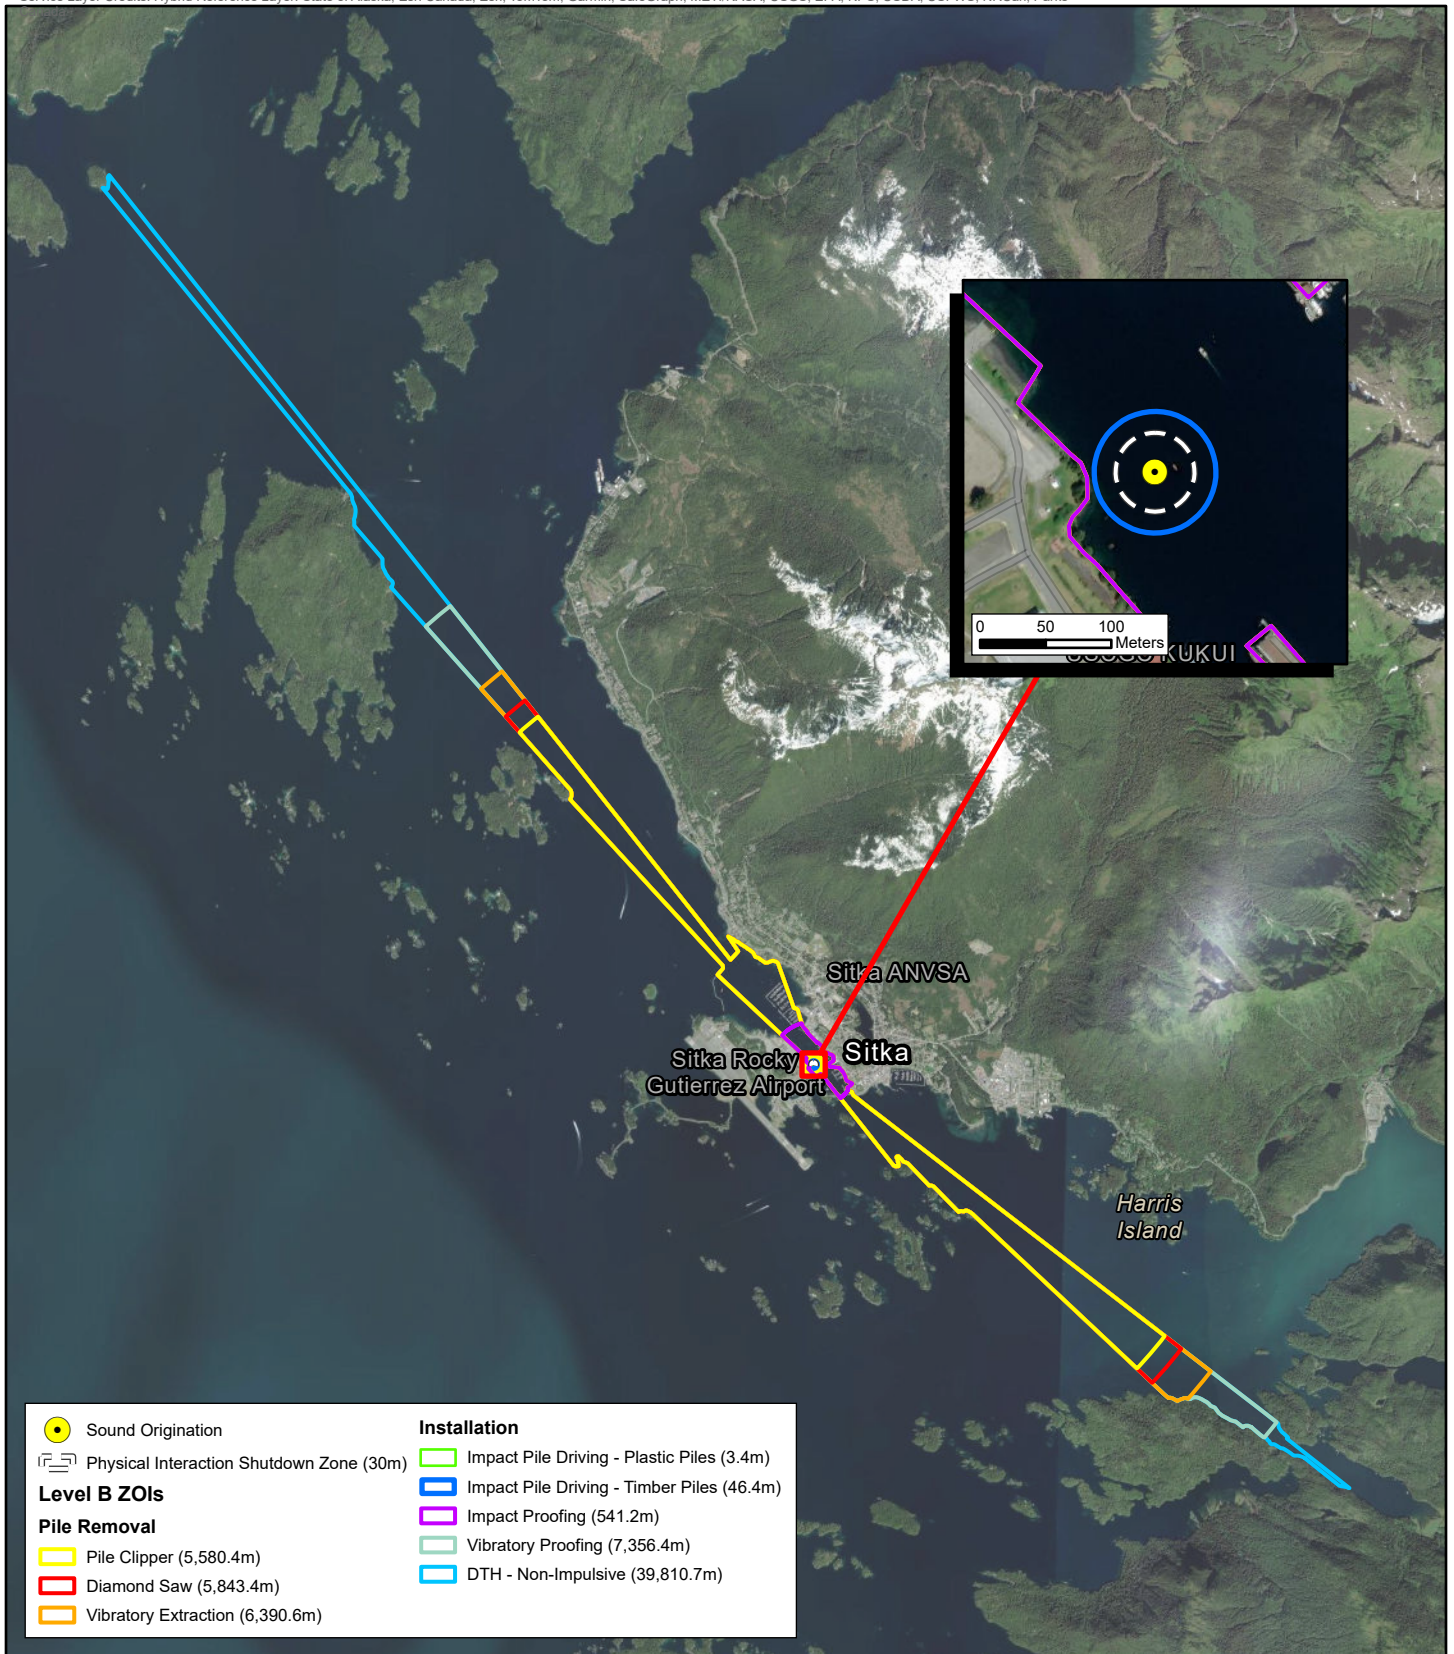 0 50 100
Meters
KUKUI
Sitka ANVSA
Sitka
Sitka Rocky
Gutierrez Airport
Harris
Island
Sound Origination
Physical Interaction Shutdown Zone (30m)
Level B ZOIs
Pile Removal
Pile Clipper (5,580.4m)
Diamond Saw (5,843.4m)
Vibratory Extraction (6,390.6m)
Installation
Impact Pile Driving - Plastic Piles (3.4m)
Impact Pile Driving - Timber Piles (46.4m)
Impact Proofing (541.2m)
Vibratory Proofing (7,356.4m)
DTH - Non-Impulsive (39,810.7m)